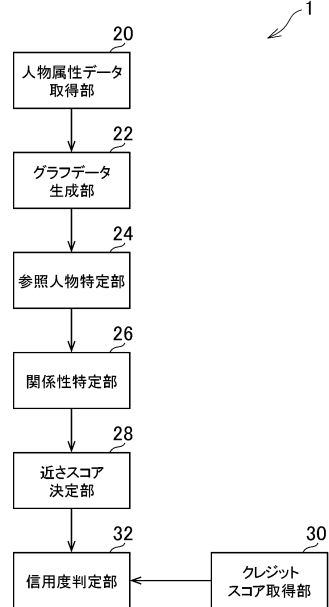 1
20
人物属性データ
取得部
22
グラフデータ
生成部
24
参照人物特定部
26
関係性特定部
28
近さスコア
決定部
32
信用度判定部
30
クレジット
スコア取得部